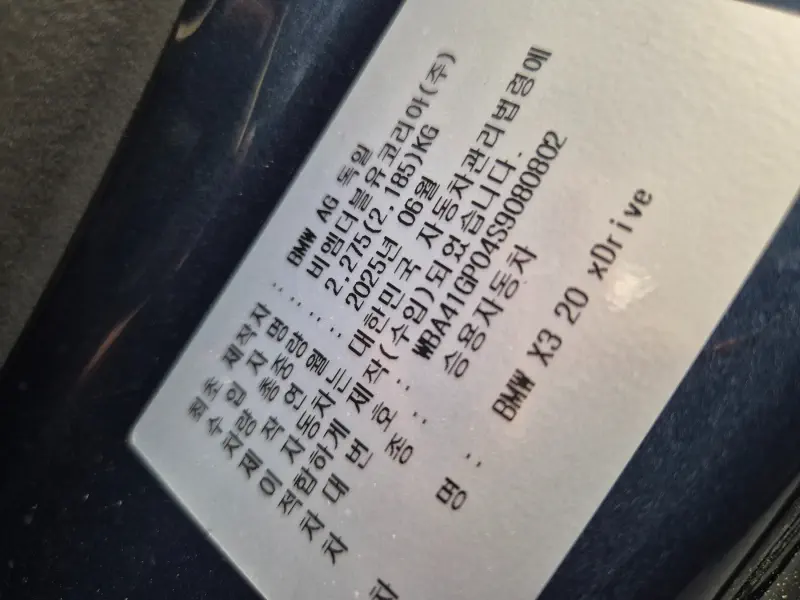 최초 제작자 : BMW AG 독일
수입 자 명 : 비엠더블유코리아(주)
차량 총중량 : 2,275(2,185)KG
제 작 연 월 : 2025년 06월
이 자동차는 대한민국 자동차관리법령에
적합하게 제작(수입)되었습니다.
차 대 번 호 : WBA41GP04S9080802
차 종 : 승용자동차
차 명 : BMW X3 20 xDrive